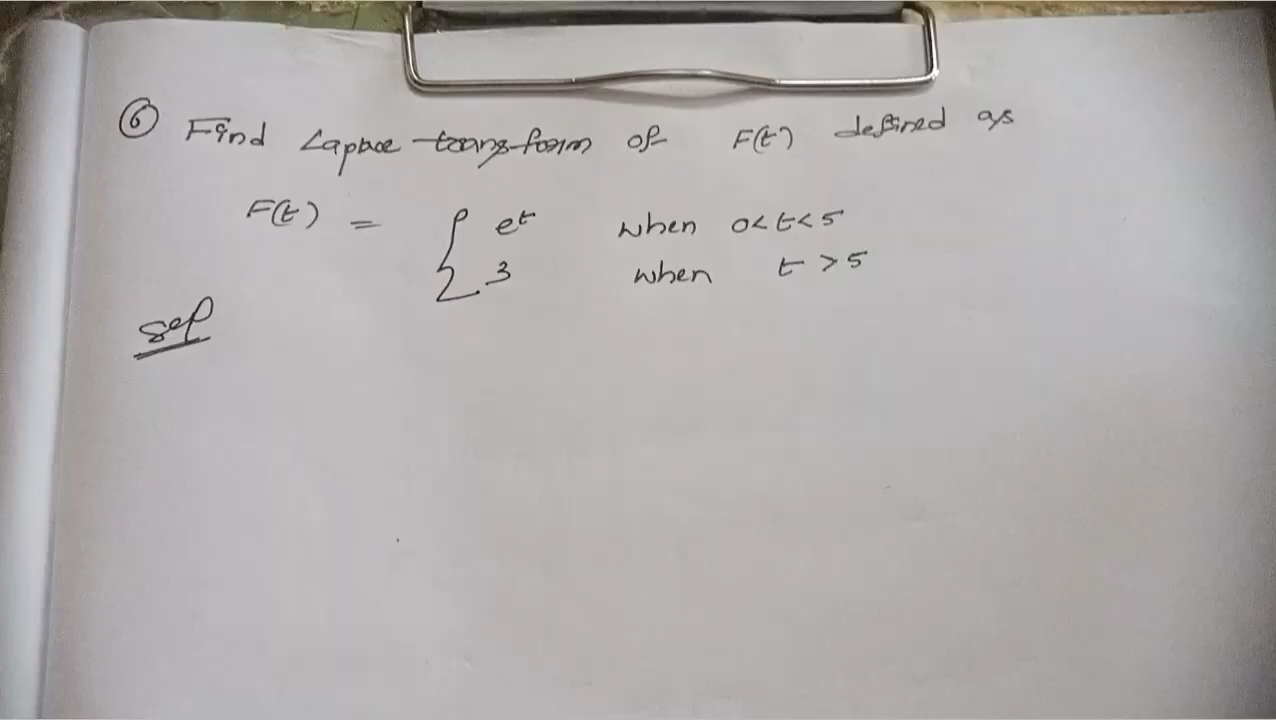 ⑥ Find Laplace transform of F(t) defined as
F(t) = { e^t when 0<t<5
3 when t >5
Sol